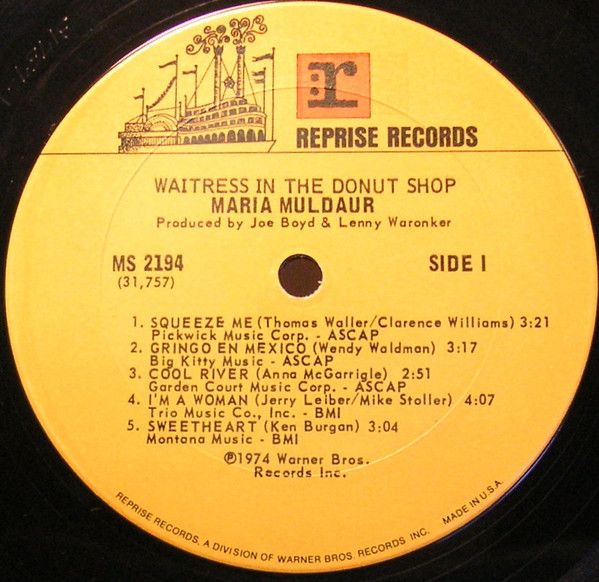 r
REPRISE RECORDS
WAITRESS IN THE DONUT SHOP
MARIA MULDAUR
Produced by Joe Boyd & Lenny Waronker
MS 2194
(31,757)
SIDE 1
1. SQUEEZE ME (Thomas Waller/Clarence Williams) 3:21
Pickwick Music Corp. - ASCAP
2. GRINGO EN MEXICO (Wendy Waldman) 3:17
Big Kitty Music - ASCAP
3. COOL RIVER (Anna McGarrigle) 2:51
Garden Court Music Corp. - ASCAP
4. I'M A WOMAN (Jerry Leiber/Mike Stoller) 4:07
Trio Music Co., Inc. - BMI
5. SWEETHEART (Ken Burgan) 3:04
Montana Music - BMI
℗1974 Warner Bros.
Records Inc.
REPRISE RECORDS, A DIVISION OF WARNER BROS. RECORDS INC. MADE IN U.S.A.